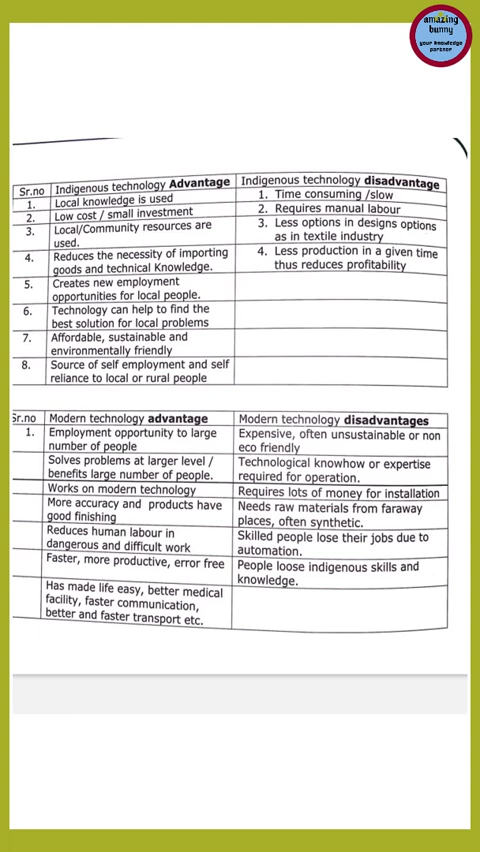 amazing
bunny
your knowledge
partner
Sr.no Indigenous technology Advantage Indigenous technology disadvantage
1. Local knowledge is used 1. Time consuming /slow
2. Low cost / small investment 2. Requires manual labour
3. Local/Community resources are 3. Less options in designs options
used. as in textile industry
4. Reduces the necessity of importing 4. Less production in a given time
goods and technical Knowledge. thus reduces profitability
5. Creates new employment
opportunities for local people.
6. Technology can help to find the
best solution for local problems
7. Affordable, sustainable and
environmentally friendly
8. Source of self employment and self
reliance to local or rural people
Sr.no Modern technology advantage Modern technology disadvantages
1. Employment opportunity to large Expensive, often unsustainable or non
number of people eco friendly
Solves problems at larger level / Technological knowhow or expertise
benefits large number of people. required for operation.
Works on modern technology Requires lots of money for installation
More accuracy and products have Needs raw materials from faraway
good finishing places, often synthetic.
Reduces human labour in Skilled people lose their jobs due to
dangerous and difficult work automation.
Faster, more productive, error free People loose indigenous skills and
knowledge.
Has made life easy, better medical
facility, faster communication,
better and faster transport etc.